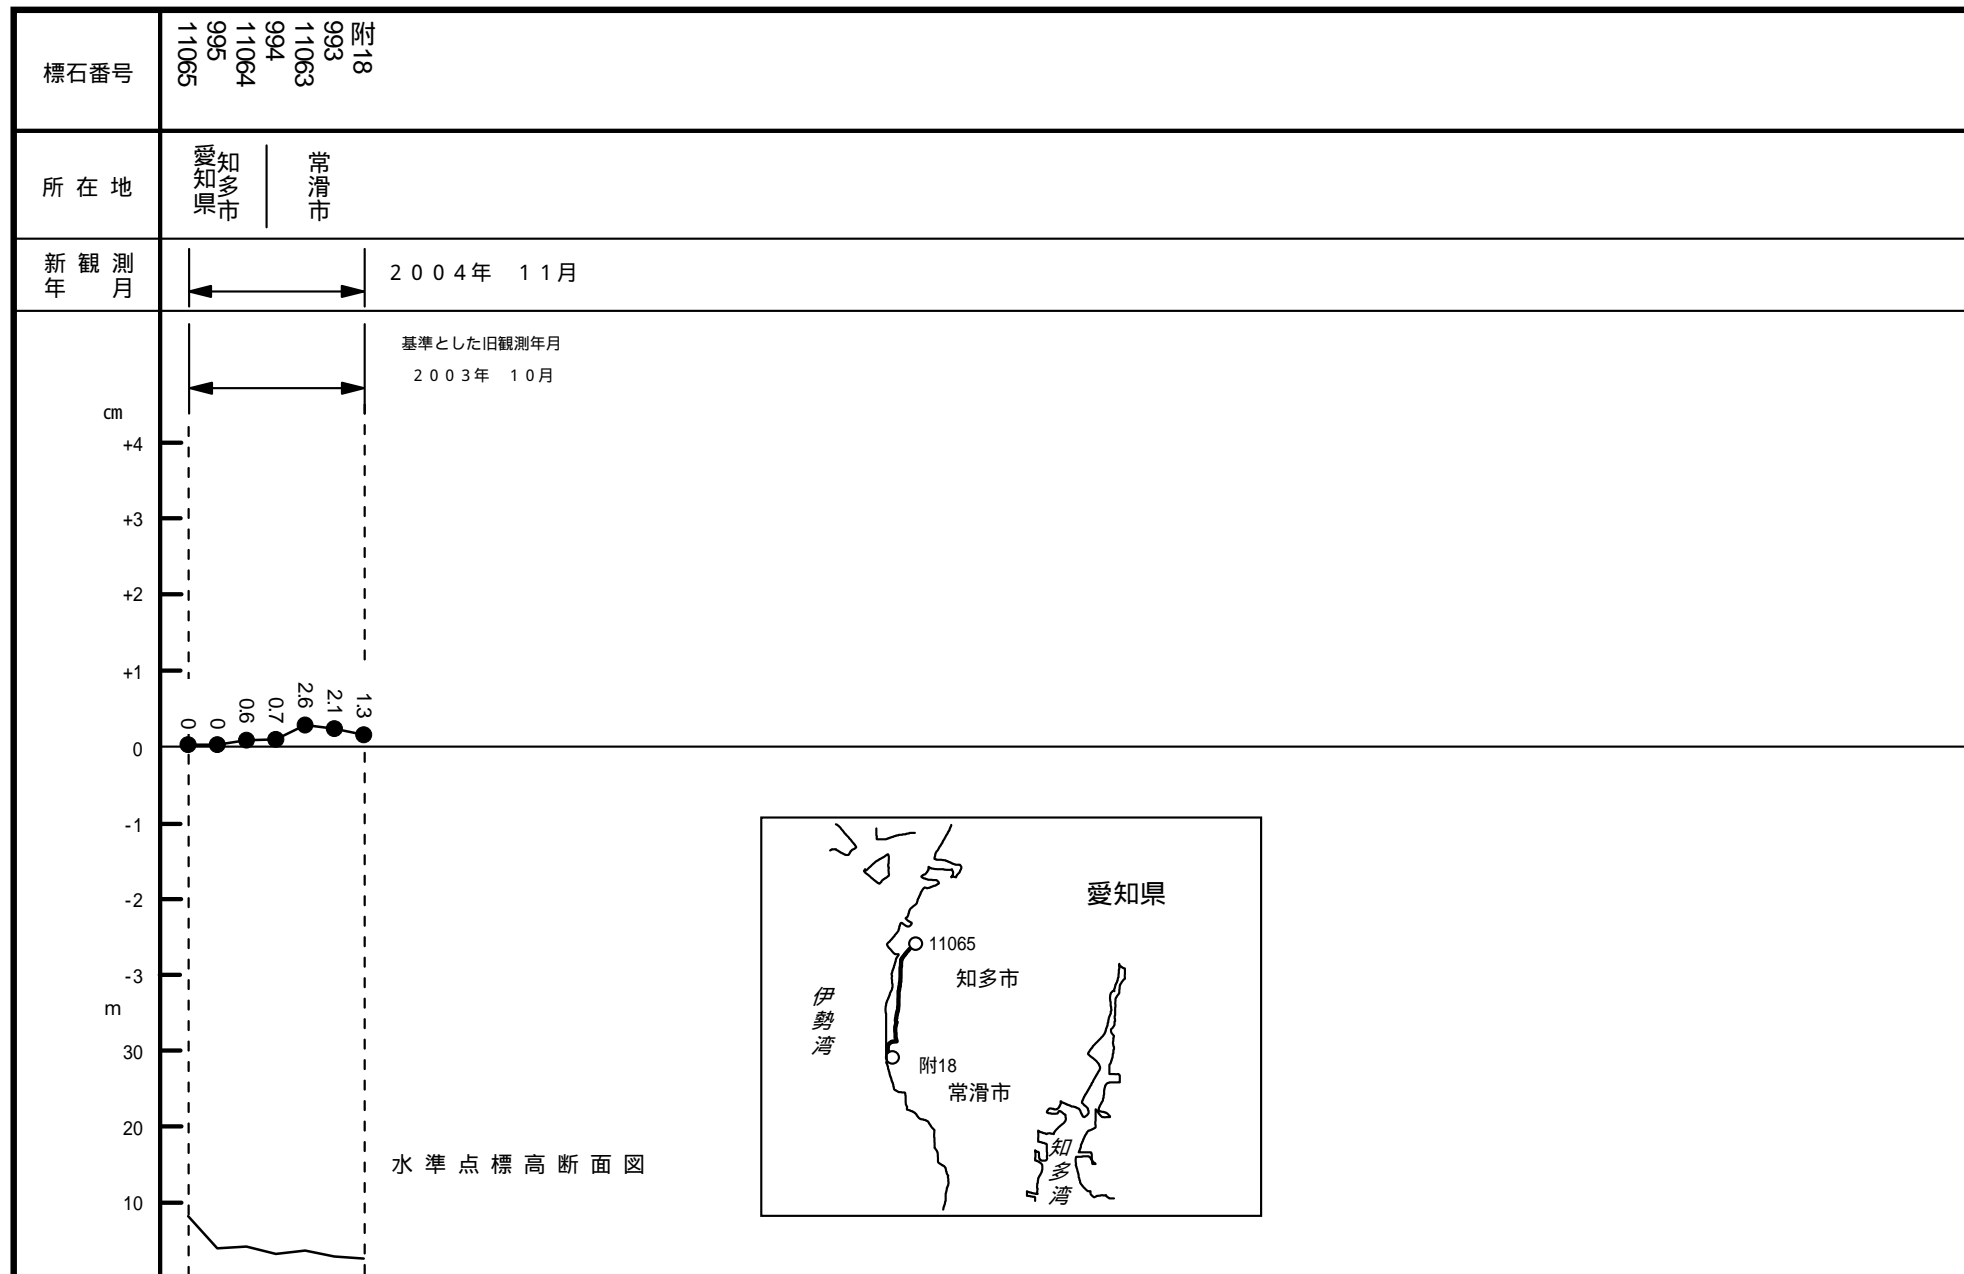 標石番号
11065
995
11064
994
11063
993
附18
所在地
愛知県
知多市
常滑市
新観測
年　月
２００４年　１１月
基準とした旧観測年月
２００３年　１０月
cm
+4
+3
+2
+1
0
-1
-2
-3
0
0
0.6
0.7
2.6
2.1
1.3
m
30
20
10
水準点標高断面図
愛知県
11065
知多市
伊勢湾
附18
常滑市
知多湾